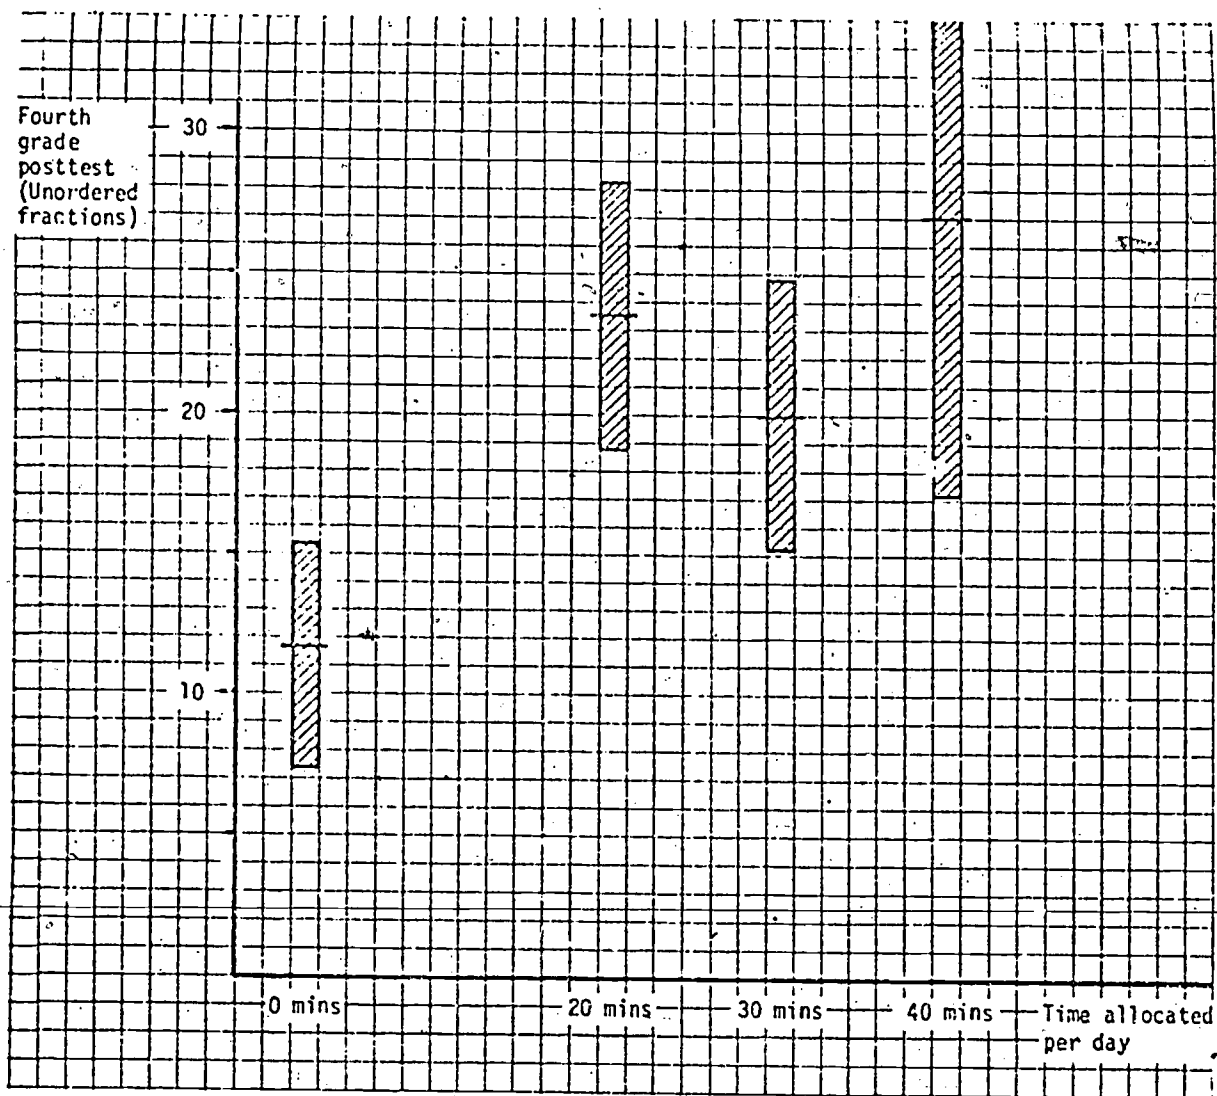 Fourth
grade
posttest
(Unordered
fractions)
30
20
10
0 mins 20 mins 30 mins 40 mins Time allocated
per day